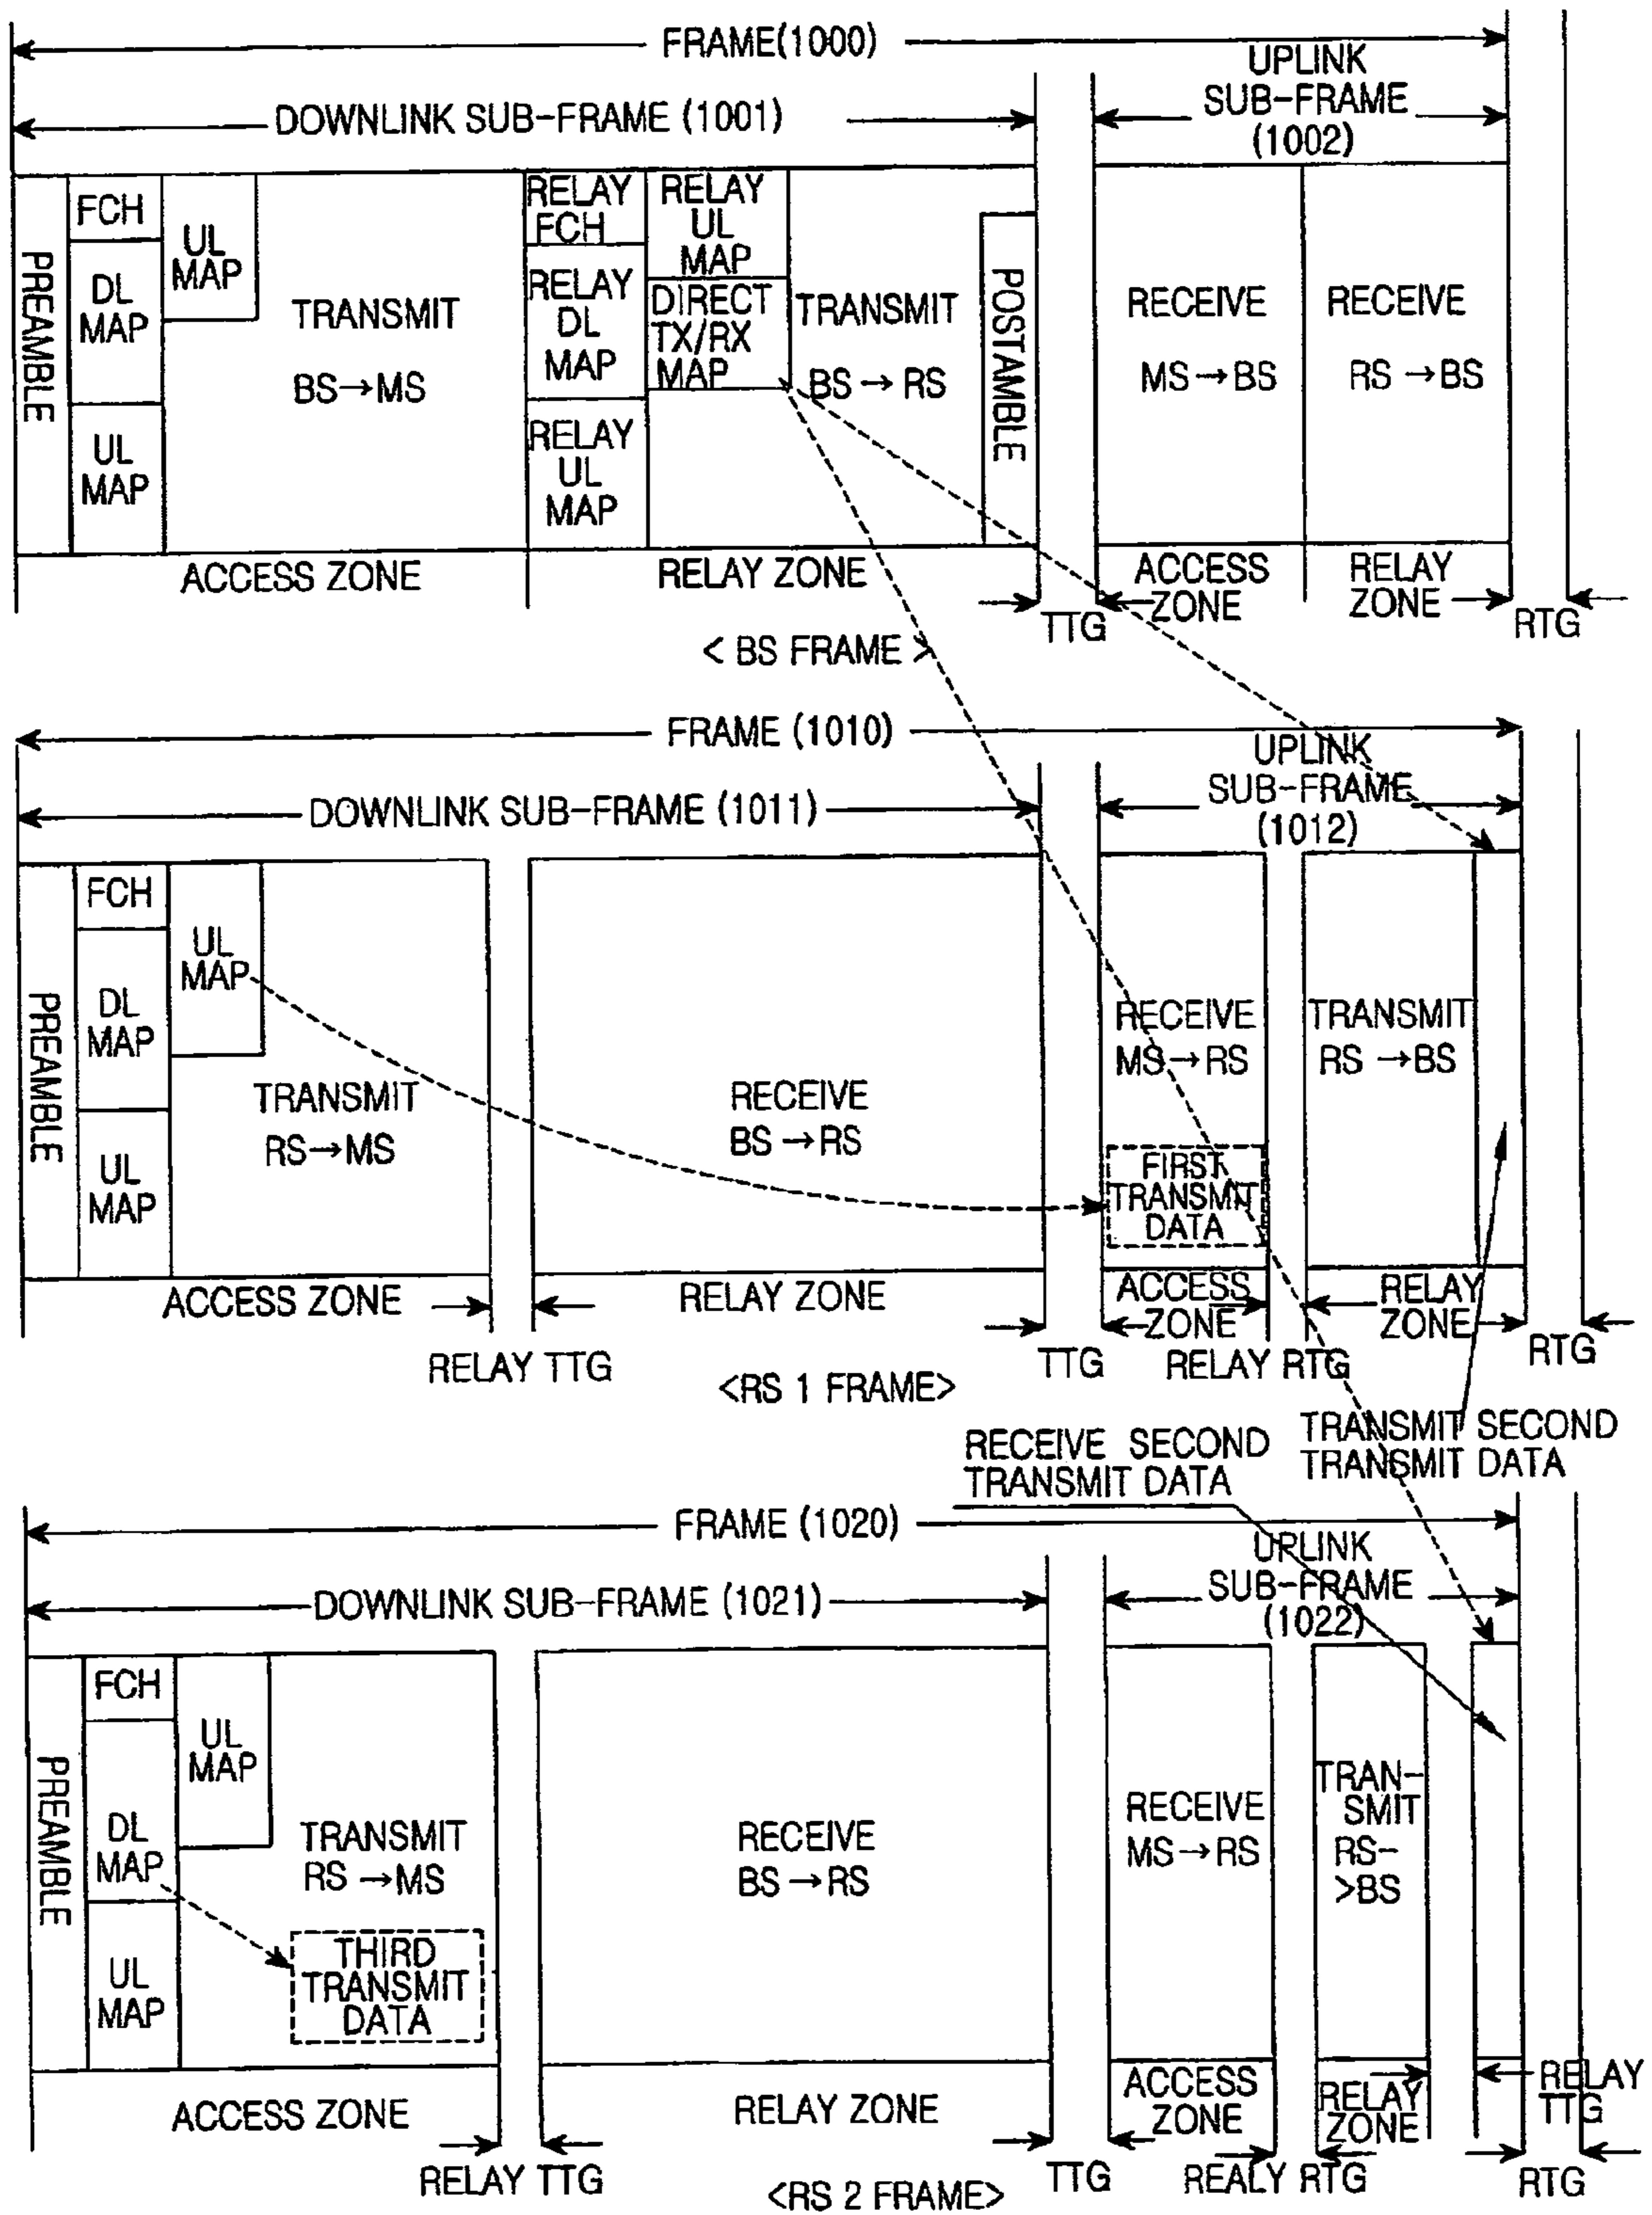 FRAME(1000)
DOWNLINK SUB-FRAME (1001)
UPLINK
SUB-FRAME
(1002)
PREAMBLE
FCH
DL
MAP
UL
MAP
UL
MAP
TRANSMIT
BS→MS
RELAY
FCH
RELAY
DL
MAP
RELAY
UL
MAP
RELAY
UL
MAP
DIRECT
TX/RX
MAP
TRANSMIT
BS→RS
POSTAMBLE
RECEIVE
MS→BS
RECEIVE
RS→BS
ACCESS ZONE
RELAY ZONE
TTG
ACCESS
ZONE
RELAY
ZONE
RTG
< BS FRAME >
FRAME (1010)
DOWNLINK SUB-FRAME (1011)
UPLINK
SUB-FRAME
(1012)
PREAMBLE
FCH
DL
MAP
UL
MAP
UL
MAP
TRANSMIT
RS→MS
RECEIVE
BS→RS
RECEIVE
MS→RS
FIRST
TRANSMIT
DATA
TRANSMIT
RS→BS
ACCESS ZONE
RELAY TTG
RELAY ZONE
TTG
ACCESS
ZONE
RELAY RTG
RELAY
ZONE
RTG
<RS 1 FRAME>
RECEIVE SECOND
TRANSMIT DATA
TRANSMIT SECOND
TRANSMIT DATA
FRAME (1020)
DOWNLINK SUB-FRAME (1021)
UPLINK
SUB-FRAME
(1022)
PREAMBLE
FCH
DL
MAP
UL
MAP
UL
MAP
TRANSMIT
RS→MS
THIRD
TRANSMIT
DATA
RECEIVE
BS→RS
RECEIVE
MS→RS
TRAN-
SMIT
RS-
>BS
ACCESS ZONE
RELAY TTG
RELAY ZONE
TTG
ACCESS
ZONE
REALY RTG
RELAY
ZONE
RELAY
TTG
RTG
<RS 2 FRAME>